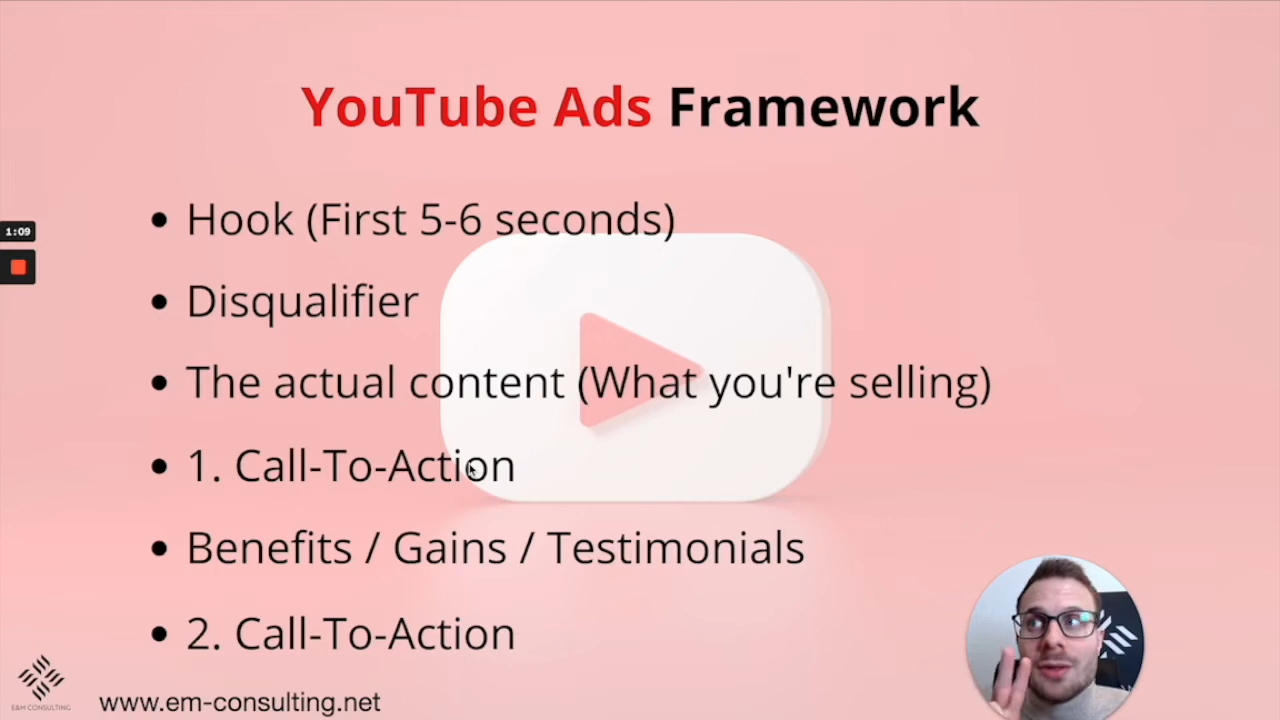 YouTube Ads Framework
• Hook (First 5-6 seconds)
1:09
• Disqualifier
• The actual content (What you're selling)
• 1. Call-To-Action
• Benefits / Gains / Testimonials
• 2. Call-To-Action
E&M CONSULTING
www.em-consulting.net